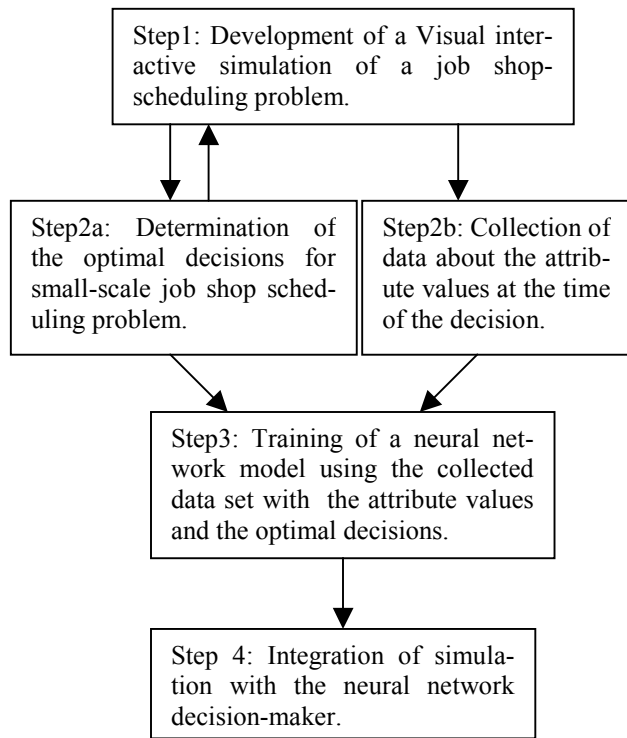 Step1: Development of a Visual inter-
active simulation of a job shop-
scheduling problem.
Step2a: Determination of
the optimal decisions for
small-scale job shop sched-
uling problem.
Step2b: Collection of
data about the attrib-
ute values at the time
of the decision.
Step3: Training of a neural net-
work model using the collected
data set with the attribute values
and the optimal decisions.
Step 4: Integration of simula-
tion with the neural network
decision-maker.